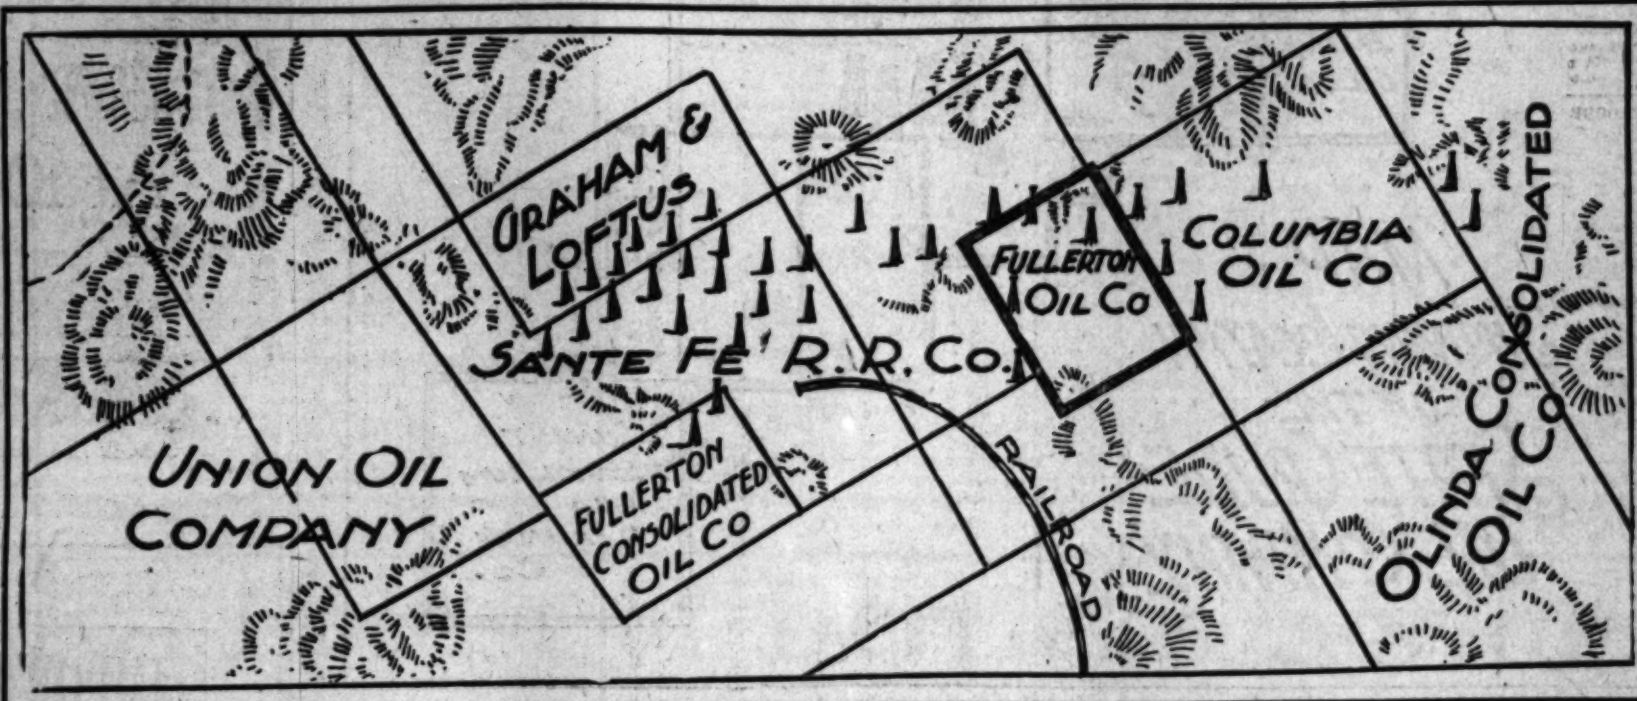 GRAHAM &
LOFTUS
FULLERTON
OIL CO
COLUMBIA
OIL CO
SANTE FE R. R. CO.
UNION OIL
COMPANY
FULLERTON
CONSOLIDATED
OIL CO
RAILROAD
OLINDA CONSOLIDATED
OIL CO